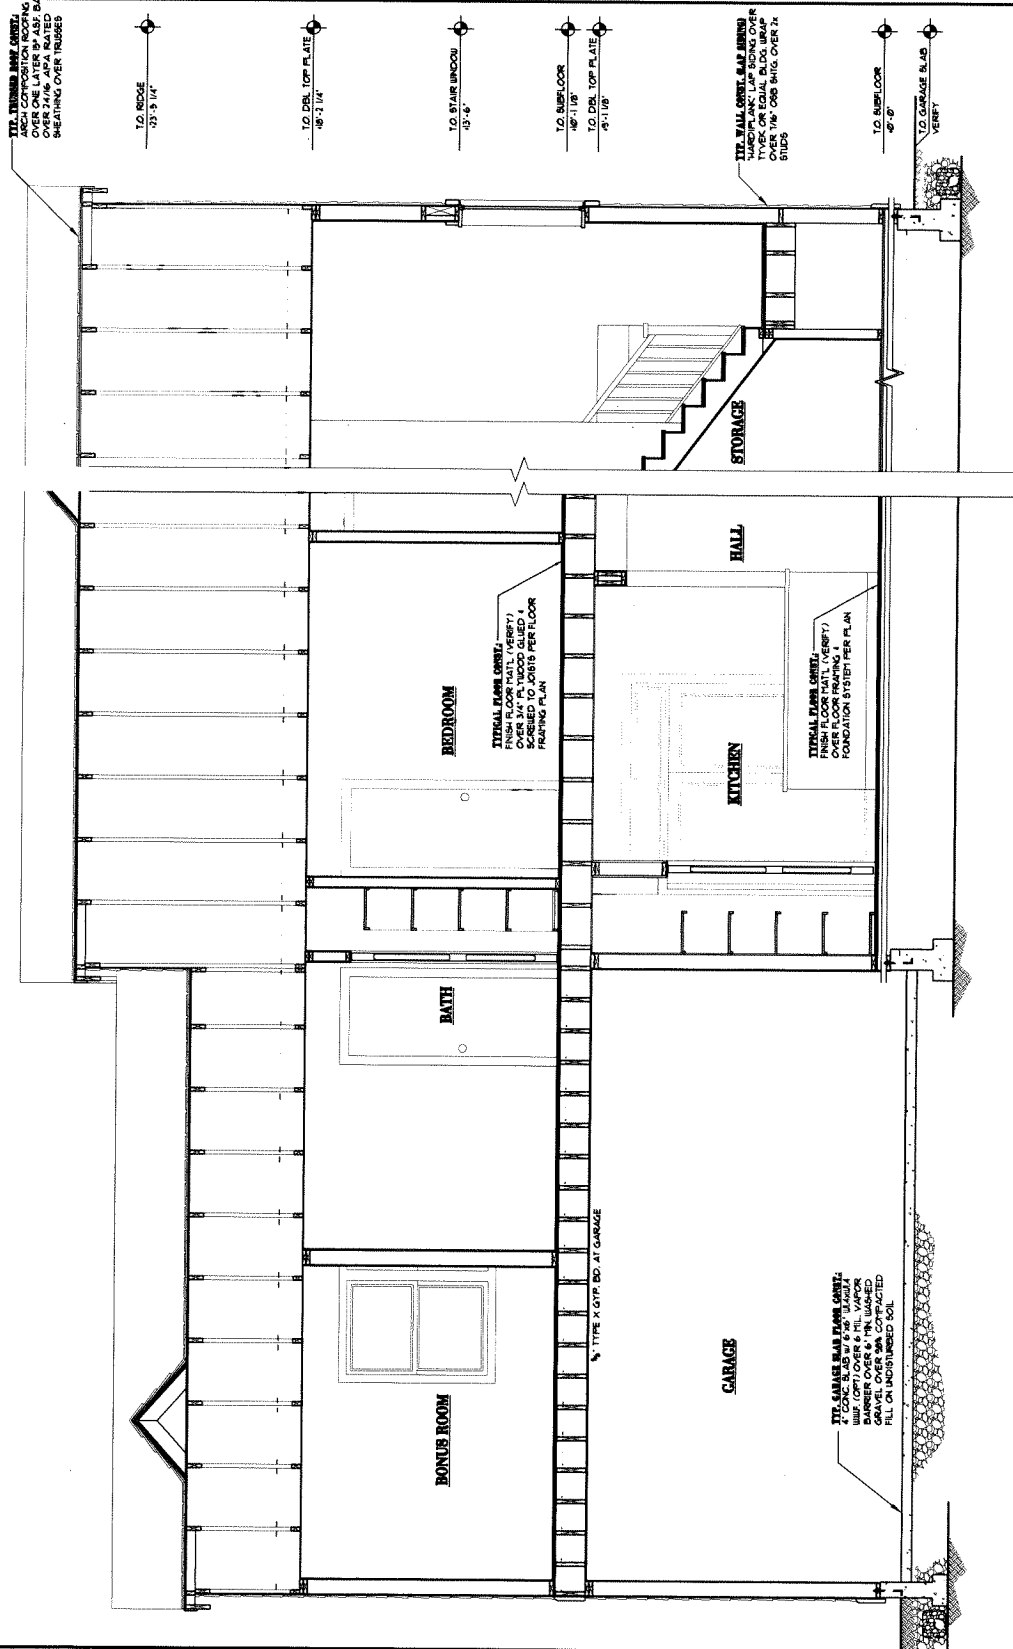 TYP. TRUSSED ROOF CONST.:
ARCH COMPOSITION ROOFING
OVER ONE LAYER 15# ASF. BA
OVER 24/16 APA RATED
SHEATHING OVER TRUSSES
T.O. RIDGE
+23'-9 1/4"
T.O. DBL TOP PLATE
+18'-2 1/4"
T.O. STAIR WINDOW
+13'-6"
T.O. SUBFLOOR
+10'-1 1/8"
T.O. DBL TOP PLATE
+9'-1 1/8"
TYP. WALL CONST. (LAP SIDING)
'HARDIPLANK' LAP SIDING OVER
TYVEK OR EQUAL BLDG. WRAP
OVER 7/16" OSB SHTG. OVER 2x
STUDS
T.O. SUBFLOOR
+0'-0"
T.O. GARAGE SLAB
VERIFY
BEDROOM
TYPICAL FLOOR CONST.:
FINISH FLOOR MAT'L (VERIFY)
OVER 3/4" PLYWOOD GLUED &
SCREWED TO JOISTS PER FLOOR
FRAMING PLAN
STORAGE
HALL
KITCHEN
TYPICAL FLOOR CONST.:
FINISH FLOOR MAT'L (VERIFY)
OVER FLOOR FRAMING &
FOUNDATION SYSTEM PER PLAN
BATH
BONUS ROOM
5/8" TYPE X GYP. BD. AT GARAGE
GARAGE
TYP. GARAGE SLAB FLOOR CONST.:
4" CONC. SLAB w/ 6"x6" W1.4xW1.4
WWF. (OPT) OVER 6 MIL. VAPOR
BARRIER OVER 6" MIN. WASHED
GRAVEL OVER 98% COMPACTED
FILL ON UNDISTURBED SOIL